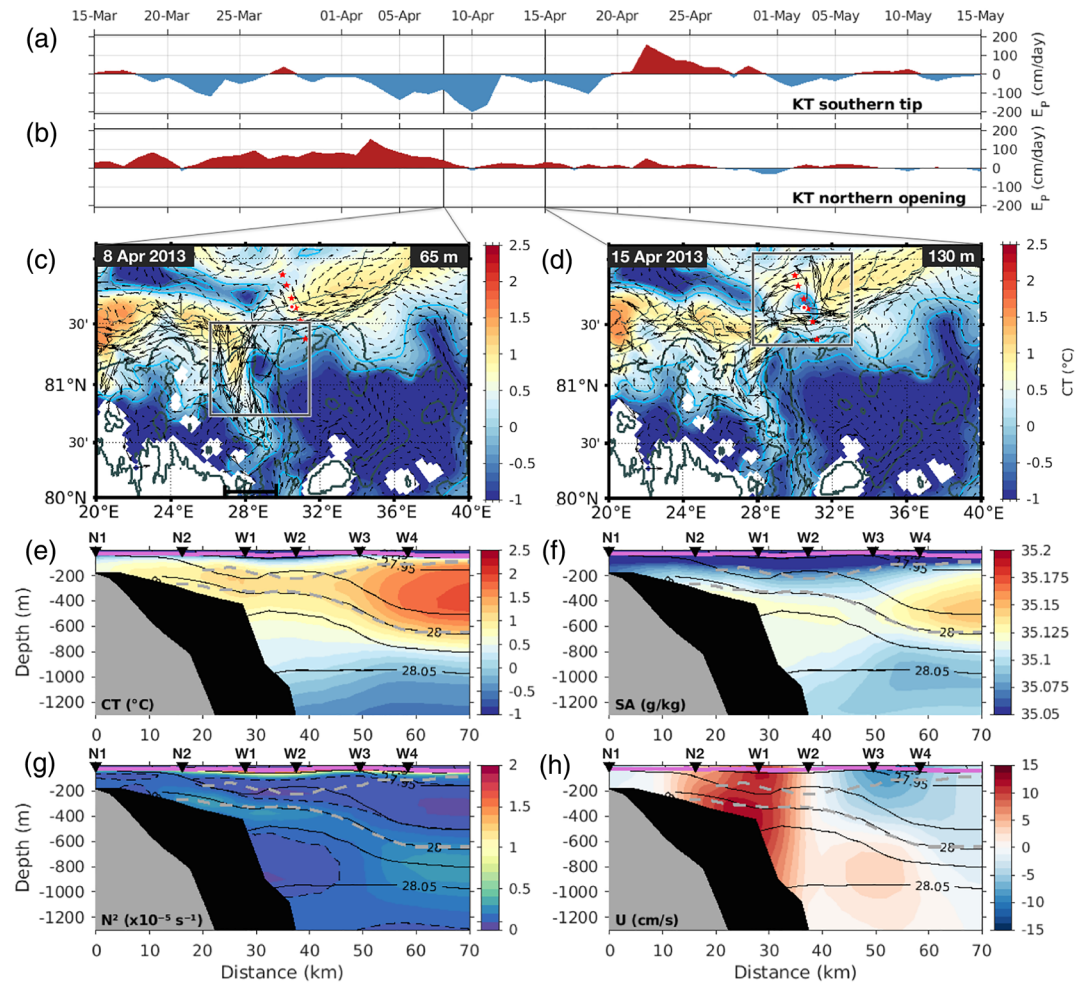 15-Mar 20-Mar 25-Mar 01-Apr 05-Apr 10-Apr 15-Apr 20-Apr 25-Apr 01-May 05-May 10-May 15-May
(a)
200
100
0
-100
-200
E_P (cm/day)
KT southern tip
(b)
200
100
0
-100
-200
E_P (cm/day)
KT northern opening
(c)
8 Apr 2013 65 m
30'
81°N
30'
80°N
20°E 24°E 28°E 32°E 36°E 40°E
2.5
2
1.5
1
0.5
0
-0.5
-1
(d)
15 Apr 2013 130 m
30'
81°N
30'
80°N
20°E 24°E 28°E 32°E 36°E 40°E
2.5
2
1.5
1
0.5
0
-0.5
-1
CT (°C)
(e)
N1 N2 W1 W2 W3 W4
Depth (m)
-200
-400
-600
-800
-1000
-1200
27.95
28
28.05
CT (°C)
0 10 20 30 40 50 60 70
2.5
2
1.5
1
0.5
0
-0.5
-1
(f)
N1 N2 W1 W2 W3 W4
-200
-400
-600
-800
-1000
-1200
27.95
28
28.05
SA (g/kg)
0 10 20 30 40 50 60 70
35.2
35.175
35.15
35.125
35.1
35.075
35.05
(g)
N1 N2 W1 W2 W3 W4
Depth (m)
-200
-400
-600
-800
-1000
-1200
27.95
28
28.05
N² (x10⁻⁵ s⁻¹)
0 10 20 30 40 50 60 70
Distance (km)
2
1.5
1
0.5
0
(h)
N1 N2 W1 W2 W3 W4
-200
-400
-600
-800
-1000
-1200
27.95
28
28.05
U (cm/s)
0 10 20 30 40 50 60 70
Distance (km)
15
10
5
0
-5
-10
-15